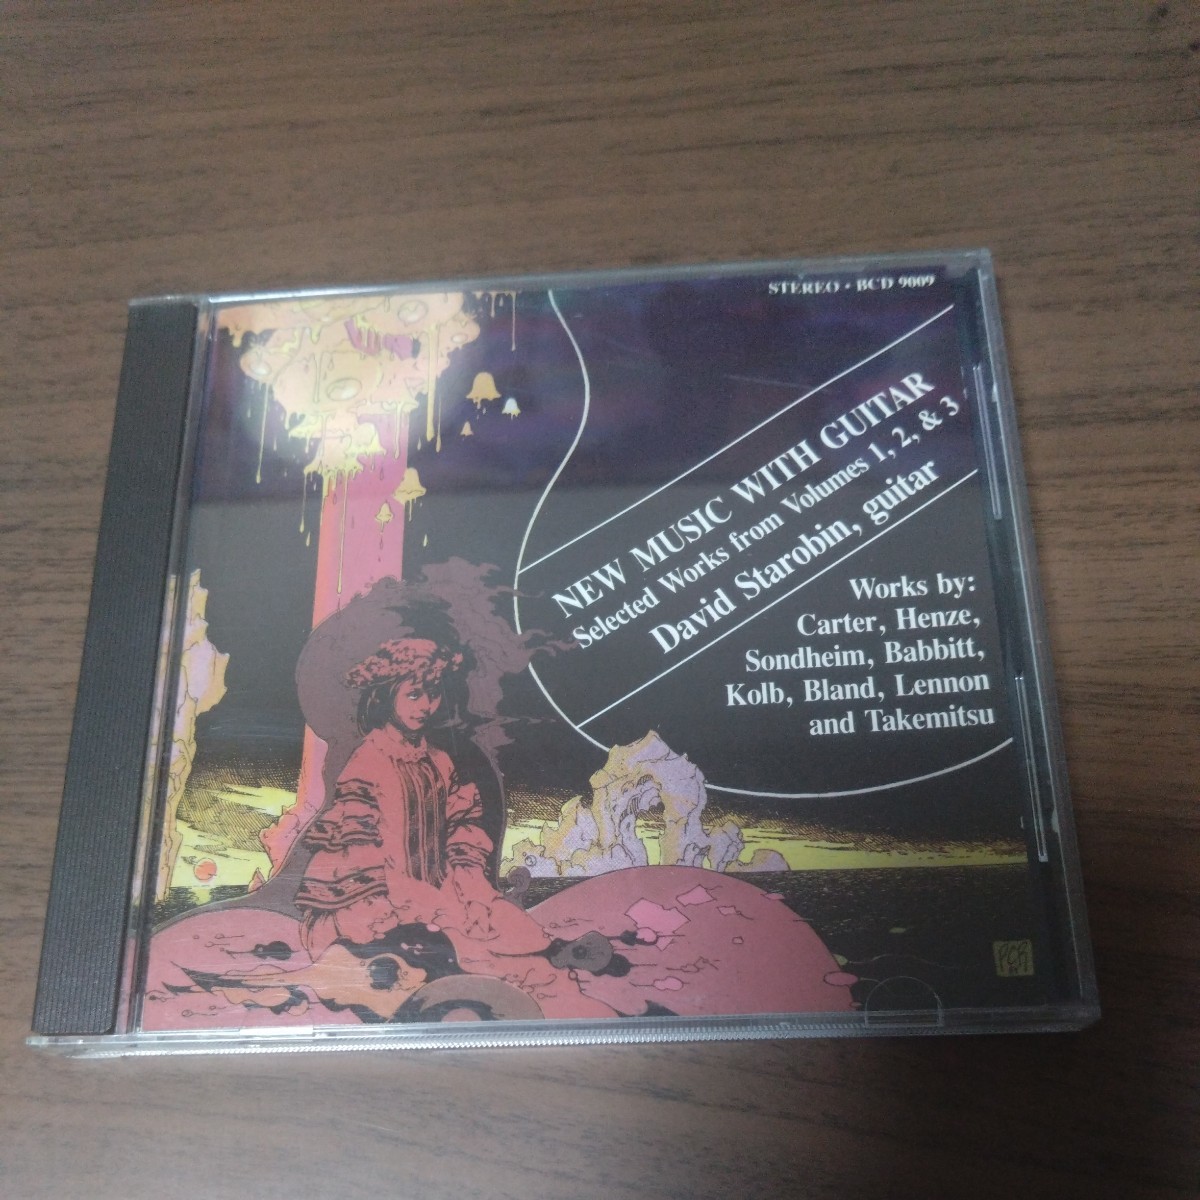 STEREO • BCD 9009
NEW MUSIC WITH GUITAR
Selected Works from Volumes 1, 2, & 3
David Starobin, guitar
Works by:
Carter, Henze,
Sondheim, Babbitt,
Kolb, Bland, Lennon
and Takemitsu